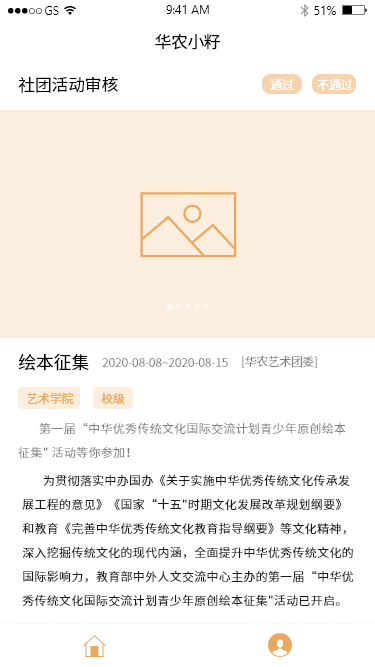 GS 9:41 AM 51%
华农小籽
社团活动审核 通过 不通过
绘本征集 2020-08-08~2020-08-15 [华农艺术团委]
艺术学院 校级
第一届“中华优秀传统文化国际交流计划青少年原创绘本
征集" 活动等你参加！
为贯彻落实中办国办《关于实施中华优秀传统文化传承发
展工程的意见》《国家“十五"时期文化发展改革规划纲要》
和教育《完善中华优秀传统文化教育指导纲要》等文化精神，
深入挖掘传统文化的现代内涵，全面提升中华优秀传统文化的
国际影响力，教育部中外人文交流中心主办的第一届“中华优
秀传统文化国际交流计划青少年原创绘本征集"活动已开启。